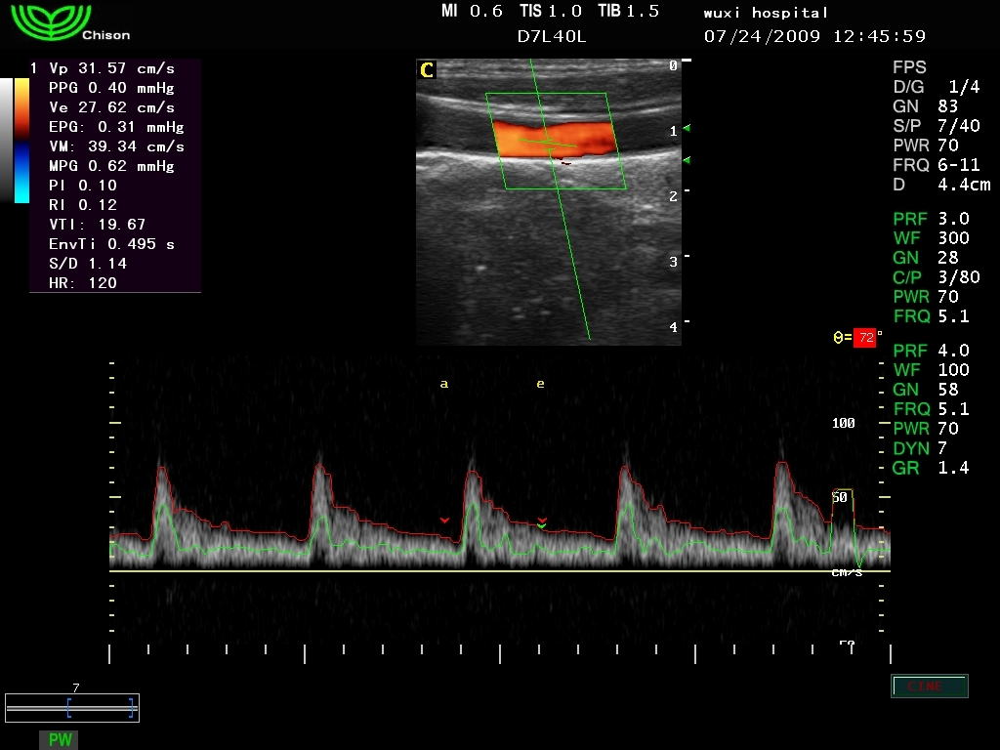 Chison
MI 0.6 TIS 1.0 TIB 1.5
D7L40L
wuxi hospital
07/24/2009 12:45:59
1 Vp 31.57 cm/s
PPG 0.40 mmHg
Ve 27.62 cm/s
EPG: 0.31 mmHg
VM: 39.34 cm/s
MPG 0.62 mmHg
PI 0.10
RI 0.12
VTI: 19.67
EnvTi 0.495 s
S/D 1.14
HR: 120
C
0
1
2
3
4
FPS
D/G 1/4
GN 83
S/P 7/40
PWR 70
FRQ 6-11
D 4.4cm
PRF 3.0
WF 300
GN 28
C/P 3/80
PWR 70
FRQ 5.1
θ= 72°
PRF 4.0
WF 100
GN 58
FRQ 5.1
PWR 70
DYN 7
GR 1.4
a e
100
50
cm/s
CINE
7
PW